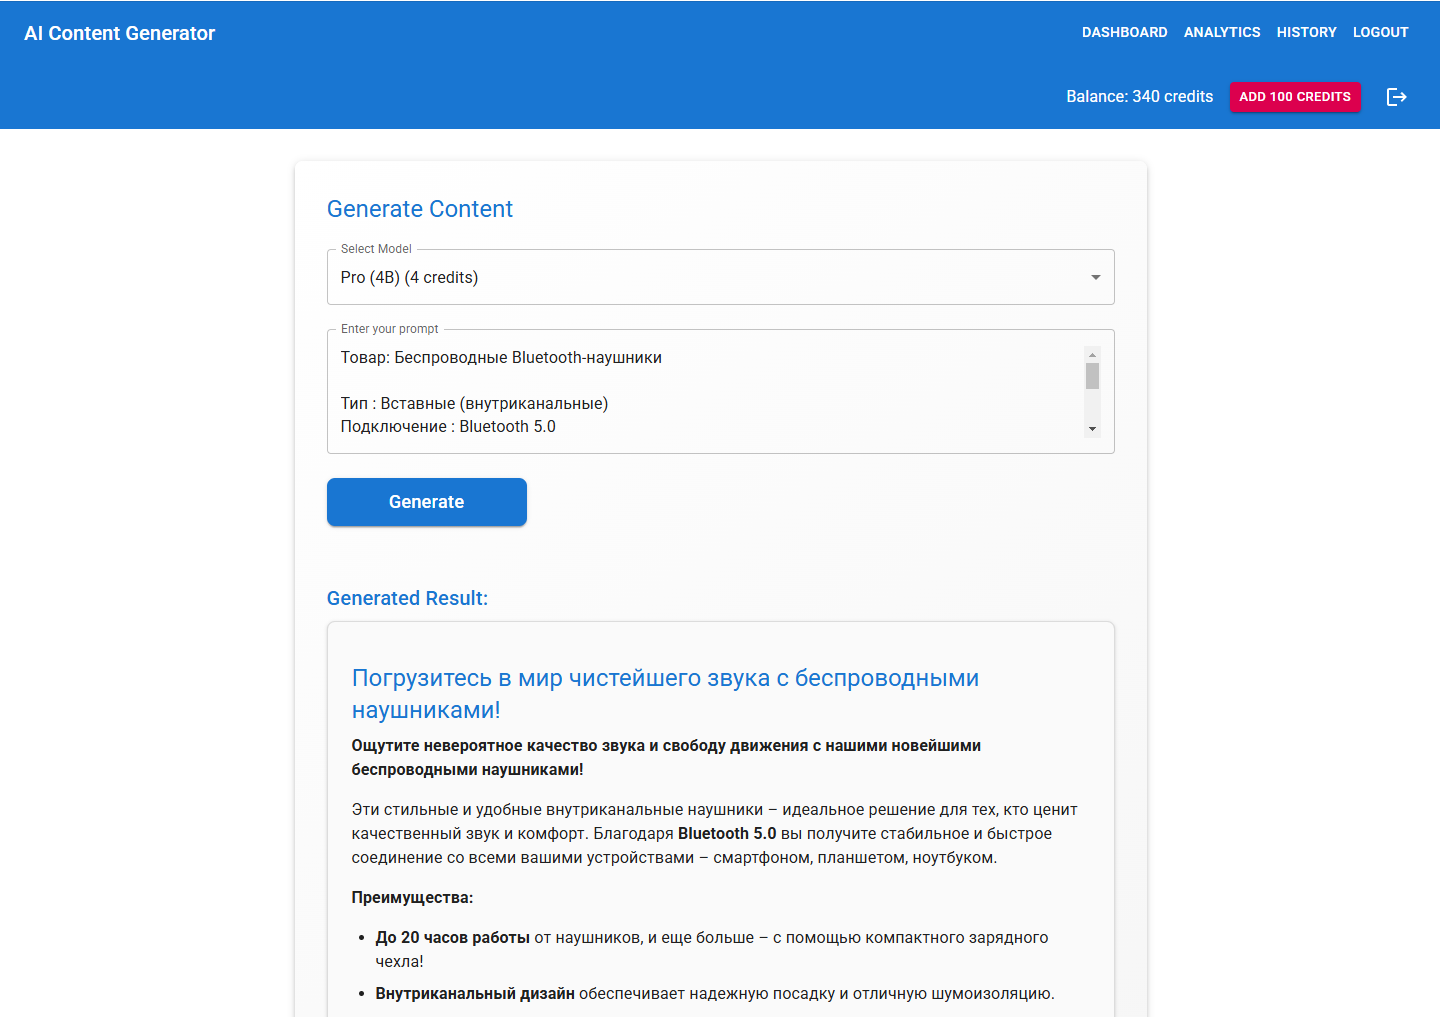 AI Content Generator
DASHBOARD ANALYTICS HISTORY LOGOUT
Balance: 340 credits ADD 100 CREDITS
Generate Content
Select Model
Pro (4B) (4 credits)
Enter your prompt
Товар: Беспроводные Bluetooth-наушники
Тип : Вставные (внутриканальные)
Подключение : Bluetooth 5.0
Generate
Generated Result:
Погрузитесь в мир чистейшего звука с беспроводными
наушниками!
Ощутите невероятное качество звука и свободу движения с нашими новейшими
беспроводными наушниками!
Эти стильные и удобные внутриканальные наушники – идеальное решение для тех, кто ценит
качественный звук и комфорт. Благодаря Bluetooth 5.0 вы получите стабильное и быстрое
соединение со всеми вашими устройствами – смартфоном, планшетом, ноутбуком.
Преимущества:
• До 20 часов работы от наушников, и еще больше – с помощью компактного зарядного
чехла!
• Внутриканальный дизайн обеспечивает надежную посадку и отличную шумоизоляцию.